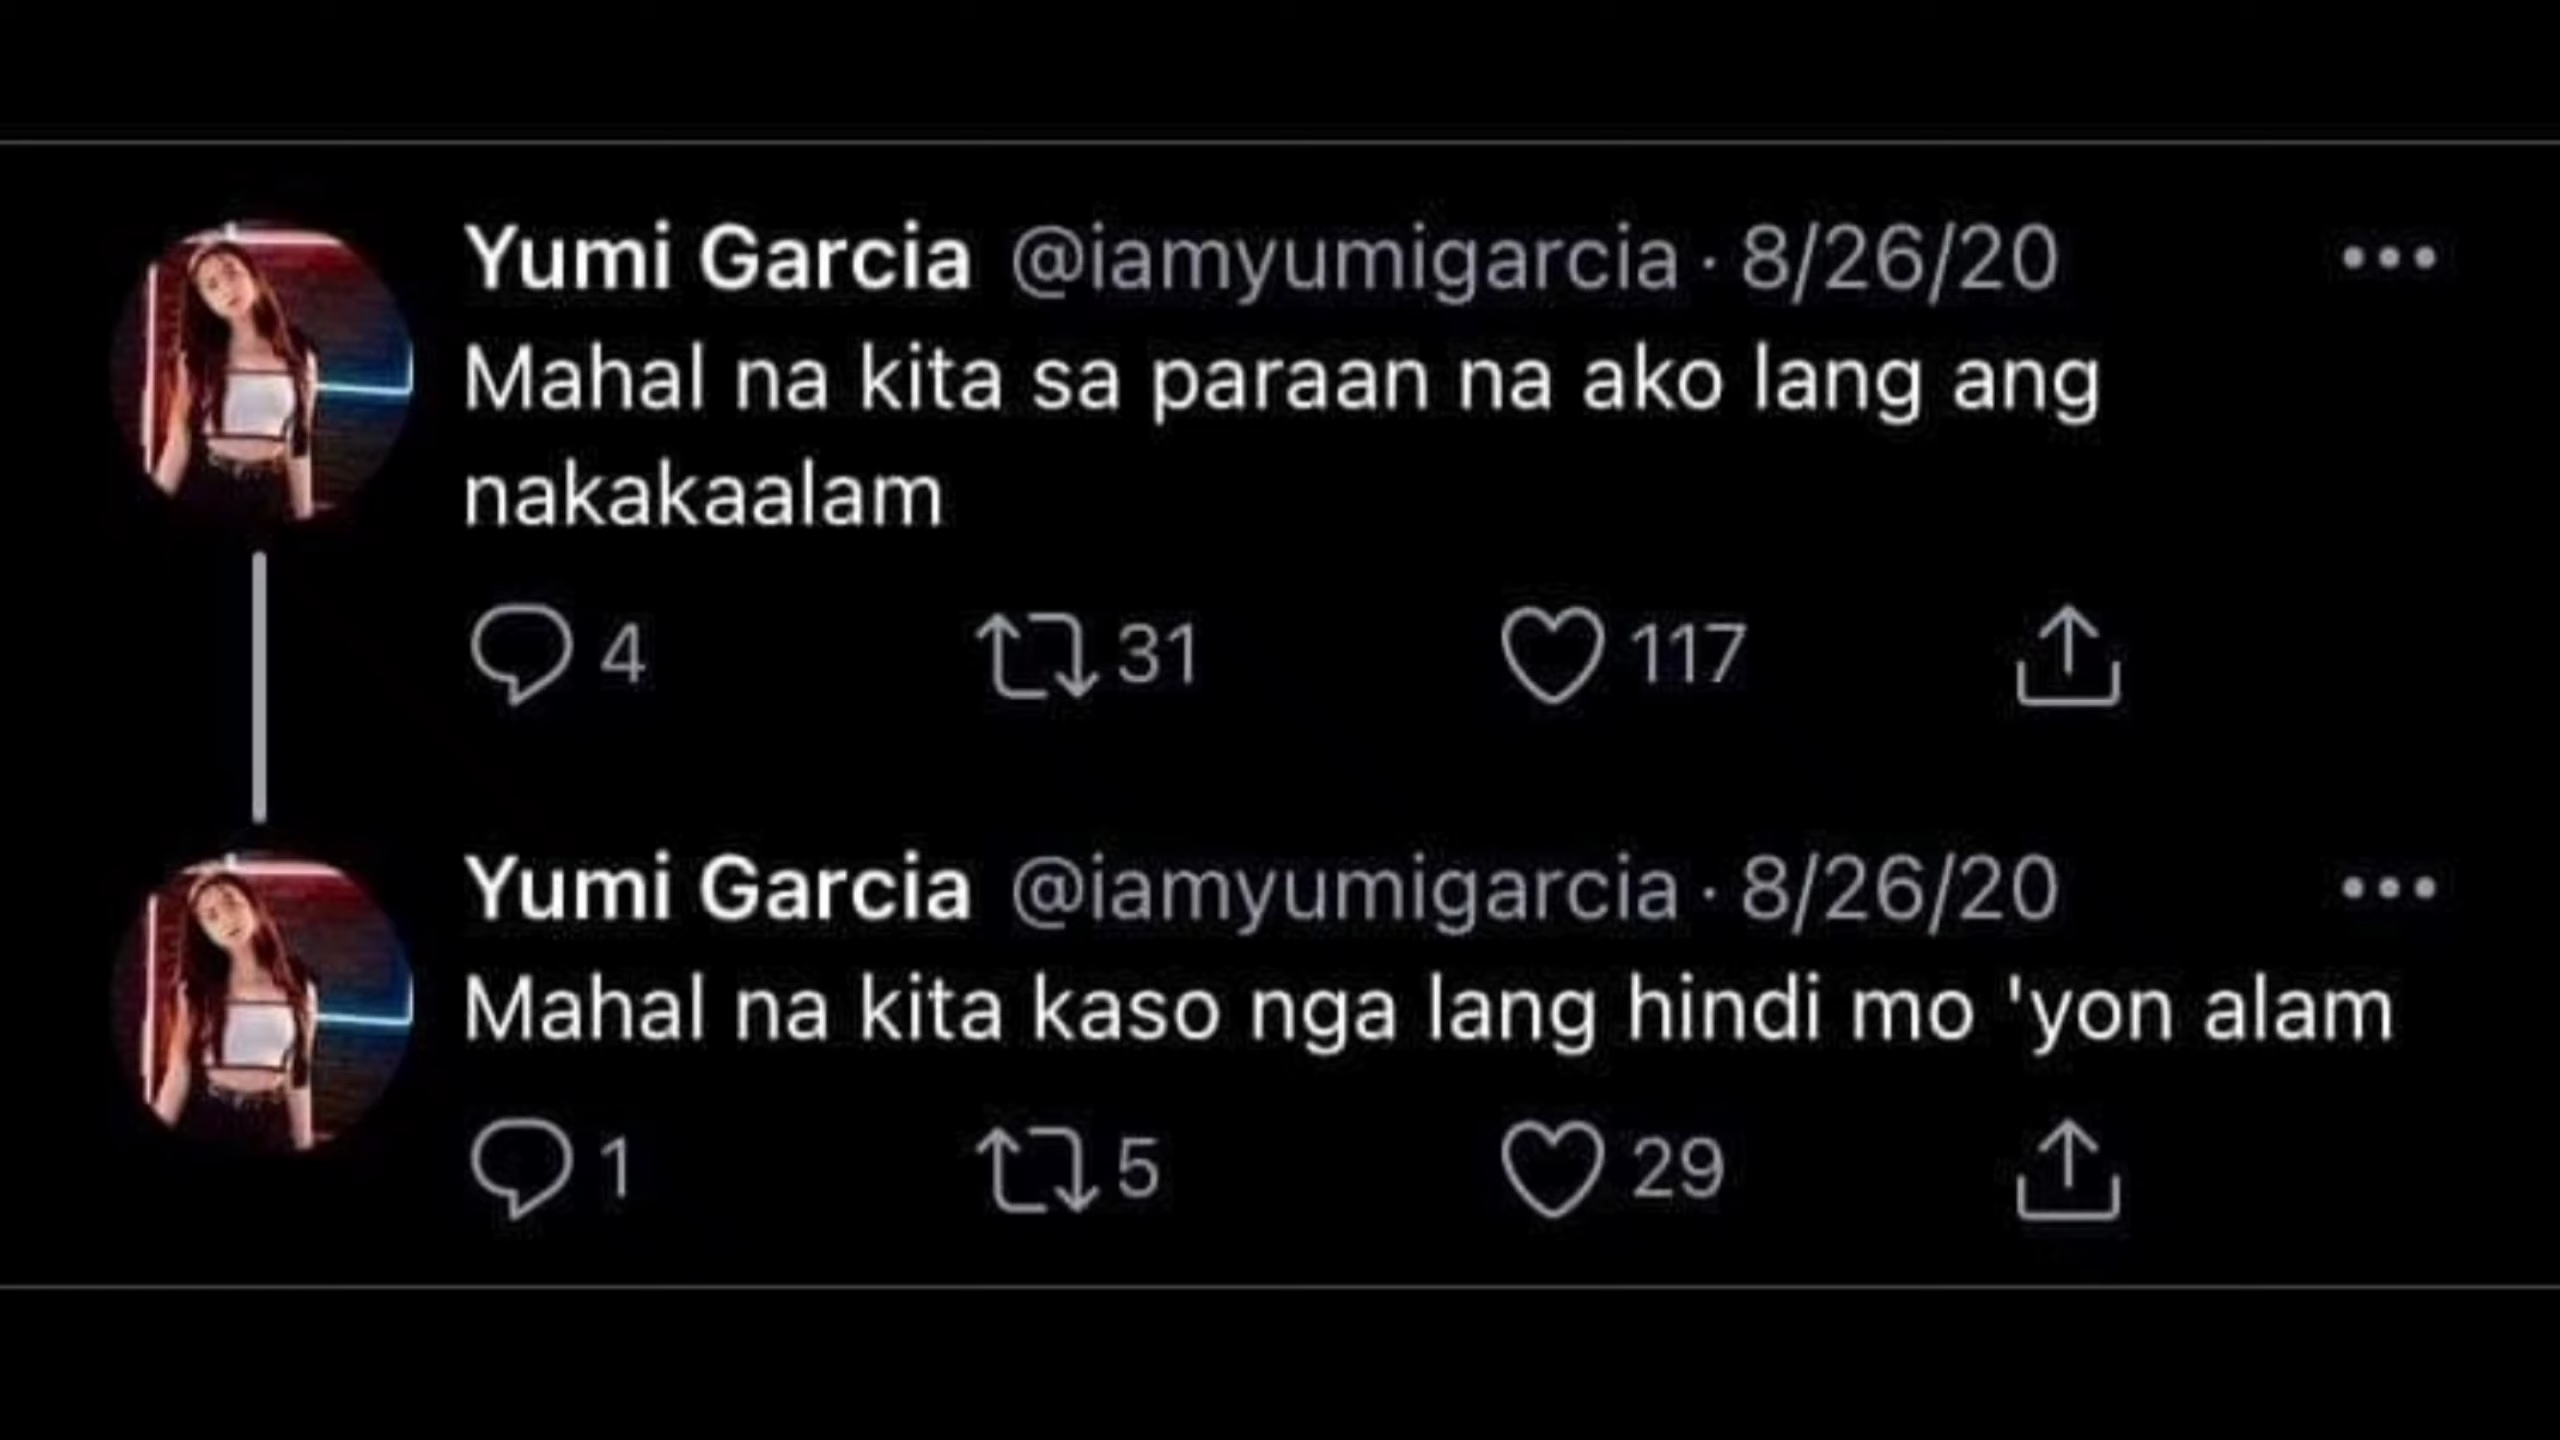 Yumi Garcia @iamyumigarcia · 8/26/20
Mahal na kita sa paraan na ako lang ang
nakakaalam
4 31 117
Yumi Garcia @iamyumigarcia · 8/26/20
Mahal na kita kaso nga lang hindi mo 'yon alam
1 5 29